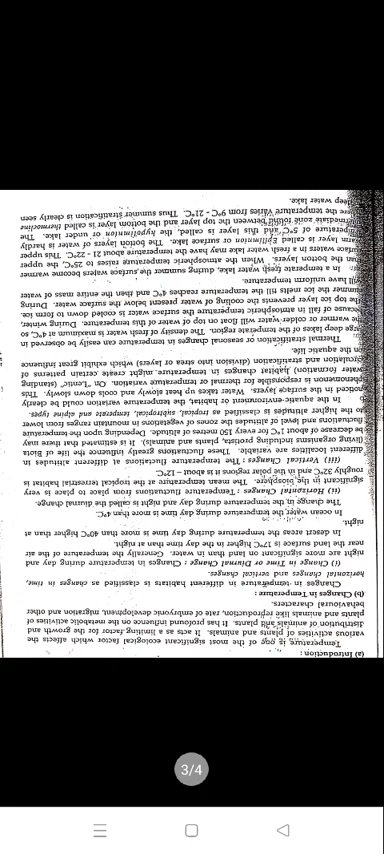 (a) Introduction :
Temperature is one of the most significant ecological factor which affects the
various activities of plants and animals. It acts as a limiting factor for the growth and
distribution of animals and plants. It has profound influence on the metabolic activities of
plants and animals like reproduction, rate of embryonic development, migration and other
behavioural characters.
(b) Changes in Temperature :
Changes in temperature in different habitats is classified as changes in time,
horizontal changes and vertical changes.
(i) Change in Time or Diurnal Change : Changes in temperature during day and
night are more significant on land than in water. Generally the temperature of the air
near the land surface is 17°C higher in the day time than at night.
In desert areas the temperature during day time is more than 40°C higher than at
night.
In ocean water, the temperature during day time is more than 4°C.
The change in the temperature during day and night is called the diurnal change.
(ii) Horizontal Changes : Temperature fluctuations from place to place is very
significant in the biosphere. The mean temperature at the tropical terrestrial habitat is
roughly 32°C and in the polar regions it is about – 12°C.
(iii) Vertical Changes : The temperature fluctuations at different altitudes in
different localities are variable. These fluctuations greatly influence the life of Biota
(living organisms including protists, plants and animals). It is estimated that there may
be decrease of about 1°C for every 150 metres of altitude. Depending upon the temperature
fluctuations and level of altitudes the zones of vegetations in mountain ranges from lower
to the higher altitudes is classified as tropical, subtropical, temperate and alpine types.
In the aquatic environment or habitat, the temperature variation could be clearly
noticed in the surface layers. Water takes up heat slowly and cools down slowly. This
phenomenon is responsible for thermal or temperature variation. On "Lentic" (standing
water formation) habitat changes in temperature might create certain patterns of
circulation and stratification (division into strea or layers) which exhibit great influence
on the aquatic life.
Thermal stratification or seasonal changes in temperature can easily be observed in
large deep lakes of the temperate region. The density of fresh water is maximum at 4°C, so
the warmer or colder water will float on top of water of this temperature. During winter,
because of fall in atmospheric temperature the surface water is cooled down to form ice.
the top ice layer prevents the cooling of water present below the surface water. During
summer the ice melts till the temperature reaches 4°C and then the entire mass of water
will have uniform temperature.
In a temperate fresh water lake, during summer the surface waters become warmer
than the bottom layers. When the atmospheric temperature raises to 25°C, the upper
surface waters in a fresh water lake may have the temperature about 21 - 22°C. This upper
warm layer is called Epilimnion or surface lake. The bottom layers of water is hardly
temperature of 5°C and this layer is called, the hypolimnion or under lake. The
intermediate zone found between the top layer and the bottom layer is called thermocline
where the temperature varies from 9°C - 21°C. Thus summer stratification is clearly seen
deep water lake.
3/4